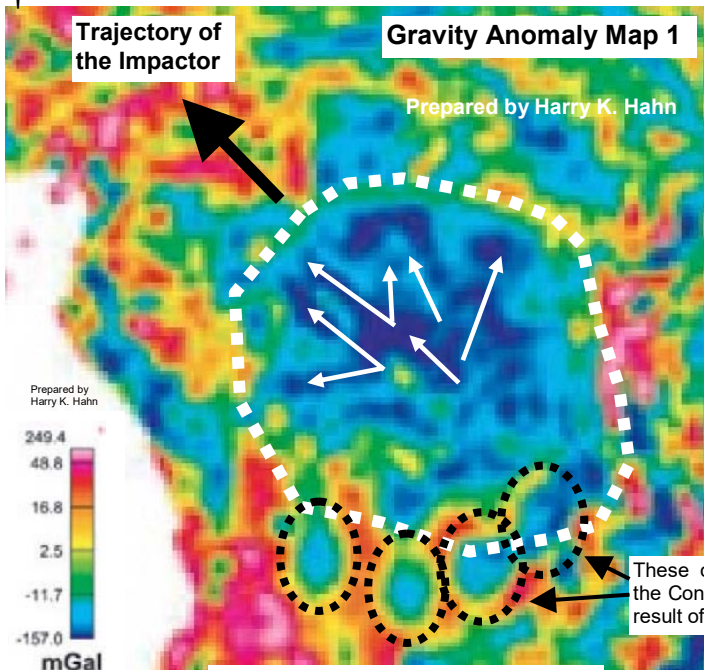 Trajectory of
the Impactor
Gravity Anomaly Map 1
Prepared by Harry K. Hahn
Prepared by
Harry K. Hahn
249.4
48.8
16.8
2.5
-11.7
-157.0
mGal
These
the Con
result of